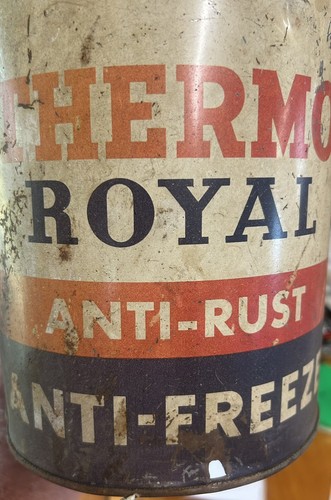 THERMO
ROYAL
ANTI-RUST
ANTI-FREEZE